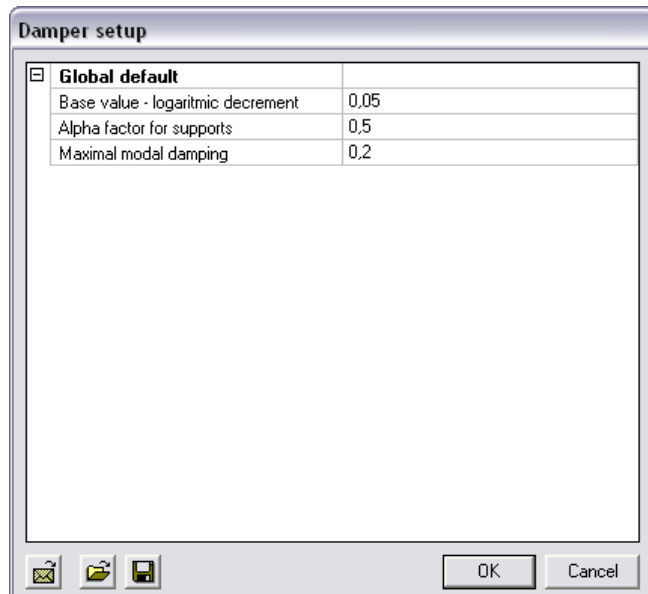 Damper setup
Global default
Base value - logaritmic decrement 0,05
Alpha factor for supports 0,5
Maximal modal damping 0,2
OK Cancel